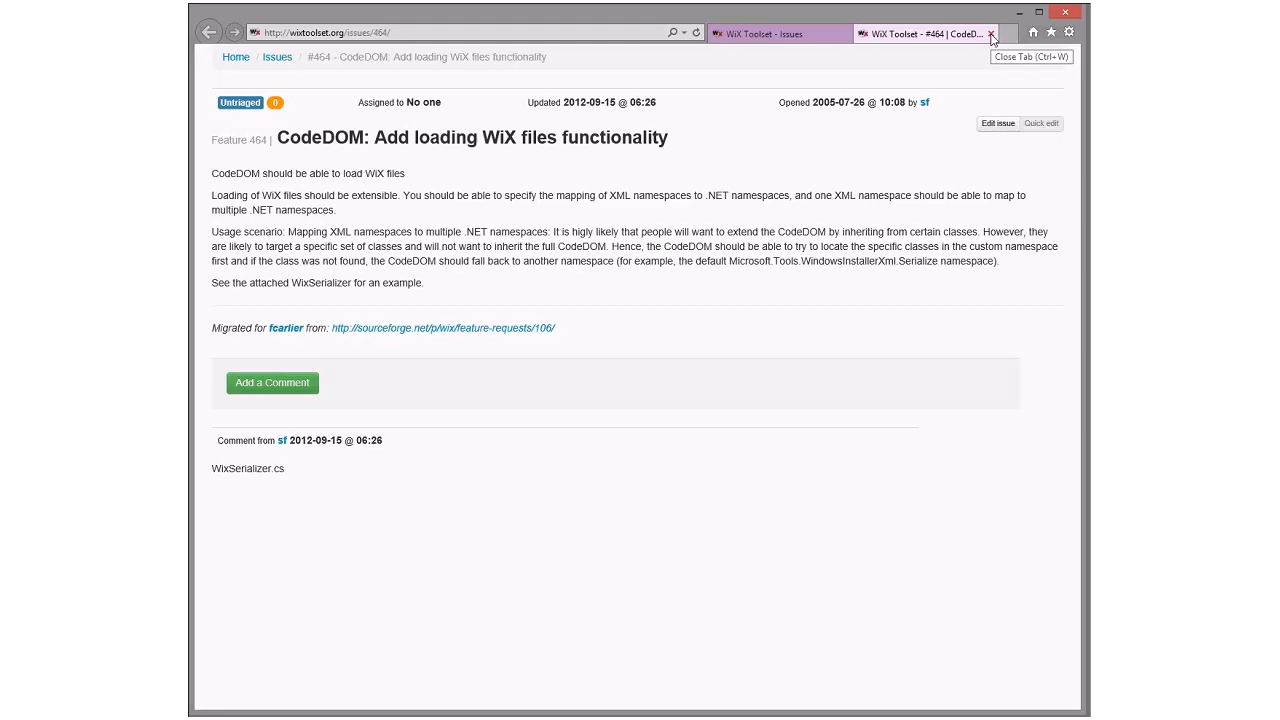 http://wixtoolset.org/issues/464/
WiX Toolset - Issues
WiX Toolset - #464 | CodeD...
Close Tab (Ctrl+W)
Home / Issues / #464 - CodeDOM: Add loading WiX files functionality
Untriaged 0 Assigned to No one Updated 2012-09-15 @ 06:26 Opened 2005-07-26 @ 10:08 by sf
Edit issue Quick edit
Feature 464 | CodeDOM: Add loading WiX files functionality
CodeDOM should be able to load WiX files
Loading of WiX files should be extensible. You should be able to specify the mapping of XML namespaces to .NET namespaces, and one XML namespace should be able to map to
multiple .NET namespaces.
Usage scenario: Mapping XML namespaces to multiple .NET namespaces: It is higly likely that people will want to extend the CodeDOM by inheriting from certain classes. However, they
are likely to target a specific set of classes and will not want to inherit the full CodeDOM. Hence, the CodeDOM should be able to try to locate the specific classes in the custom namespace
first and if the class was not found, the CodeDOM should fall back to another namespace (for example, the default Microsoft.Tools.WindowsInstallerXml.Serialize namespace).
See the attached WixSerializer for an example.
Migrated for fcarlier from: http://sourceforge.net/p/wix/feature-requests/106/
Add a Comment
Comment from sf 2012-09-15 @ 06:26
WixSerializer.cs